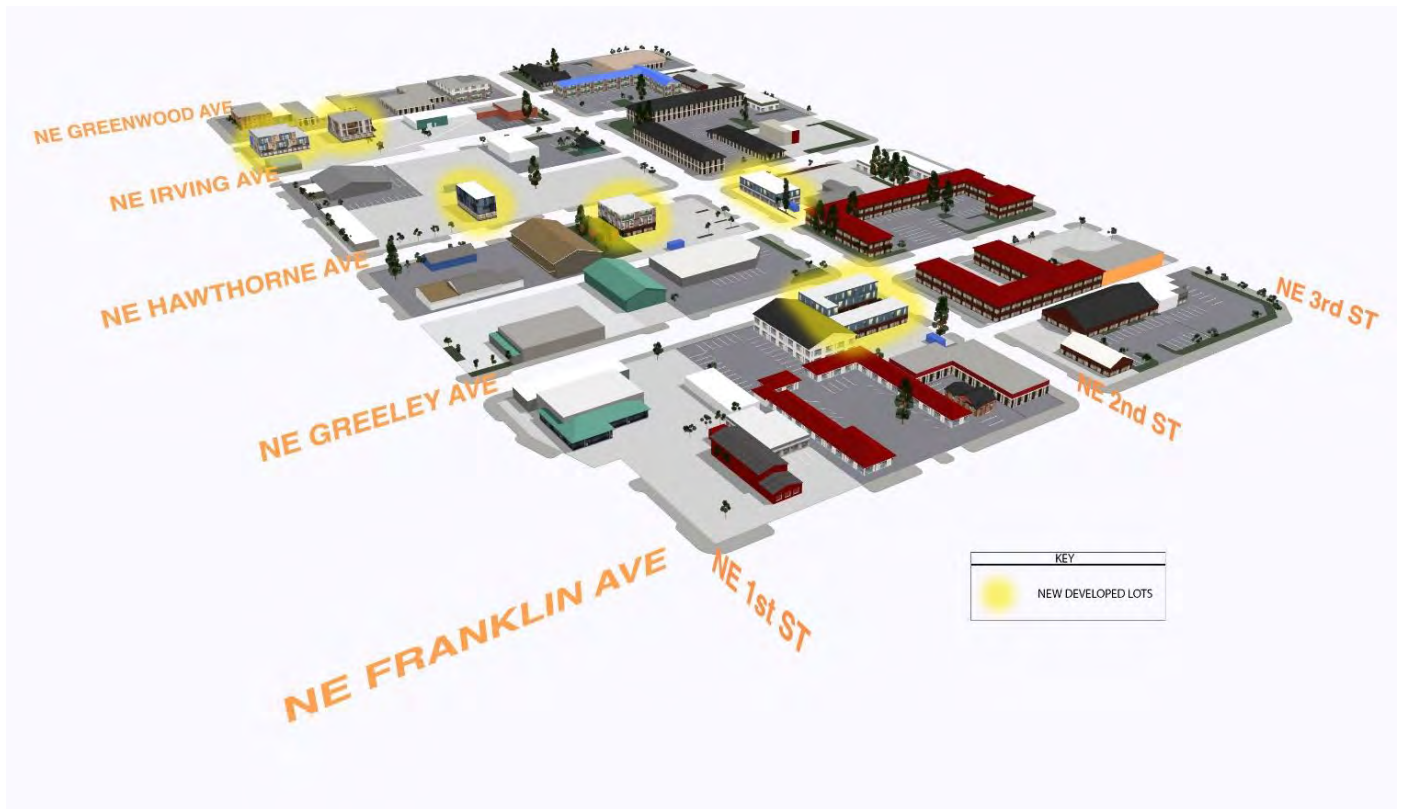 NE GREENWOOD AVE
NE IRVING AVE
NE HAWTHORNE AVE
NE GREELEY AVE
NE FRANKLIN AVE
NE 1st ST
NE 2nd ST
NE 3rd ST
KEY
NEW DEVELOPED LOTS